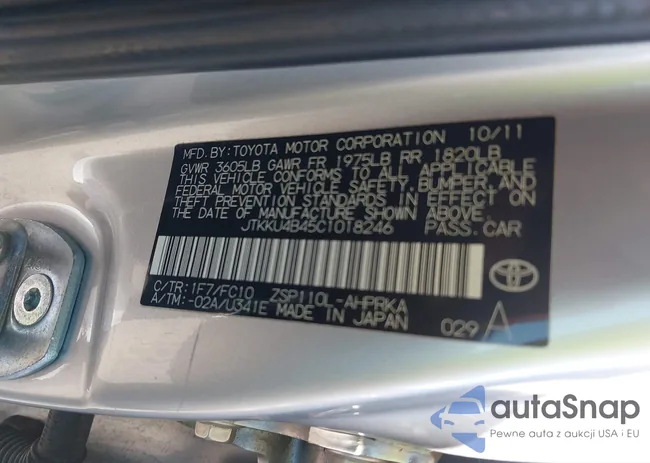 MFD. BY: TOYOTA MOTOR CORPORATION 10/11
GVWR 3605LB GAWR FR 1975LB RR 1820LB
THIS VEHICLE CONFORMS TO ALL APPLICABLE
FEDERAL MOTOR VEHICLE SAFETY, BUMPER, AND
THEFT PREVENTION STANDARDS IN EFFECT ON
THE DATE OF MANUFACTURE SHOWN ABOVE.
JTKKU4B45C1018246 PASS. CAR
C/TR: 1F7/FC10 ZSP110L-AHPRKA
A/TM: -02A/U341E MADE IN JAPAN 029 A
autaSnap
Pewne auta z aukcji USA i EU